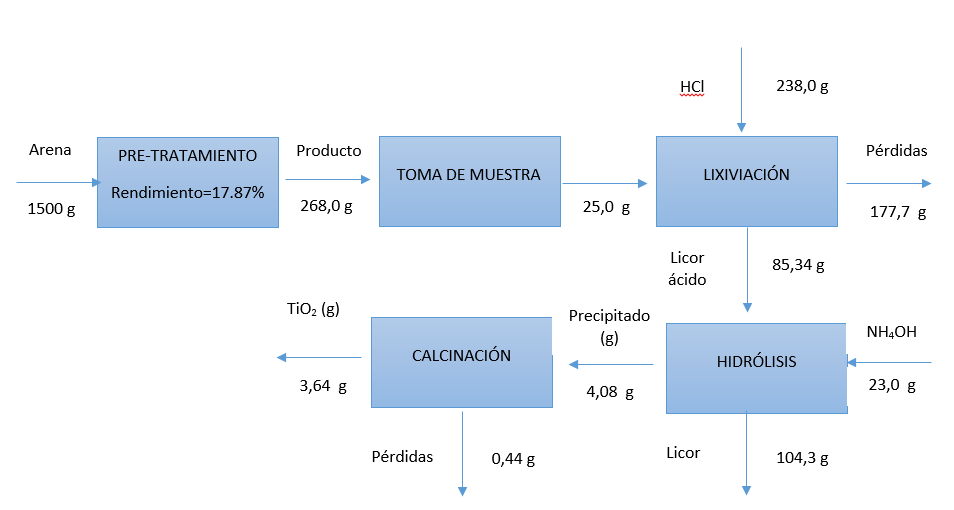 HCl
238,0 g
Arena
1500 g
PRE-TRATAMIENTO
Rendimiento=17.87%
Producto
268,0 g
TOMA DE MUESTRA
25,0 g
LIXIVIACIÓN
Pérdidas
177,7 g
Licor
ácido
85,34 g
TiO₂ (g)
3,64 g
CALCINACIÓN
Precipitado
(g)
4,08 g
HIDRÓLISIS
NH₄OH
23,0 g
Pérdidas
0,44 g
Licor
104,3 g